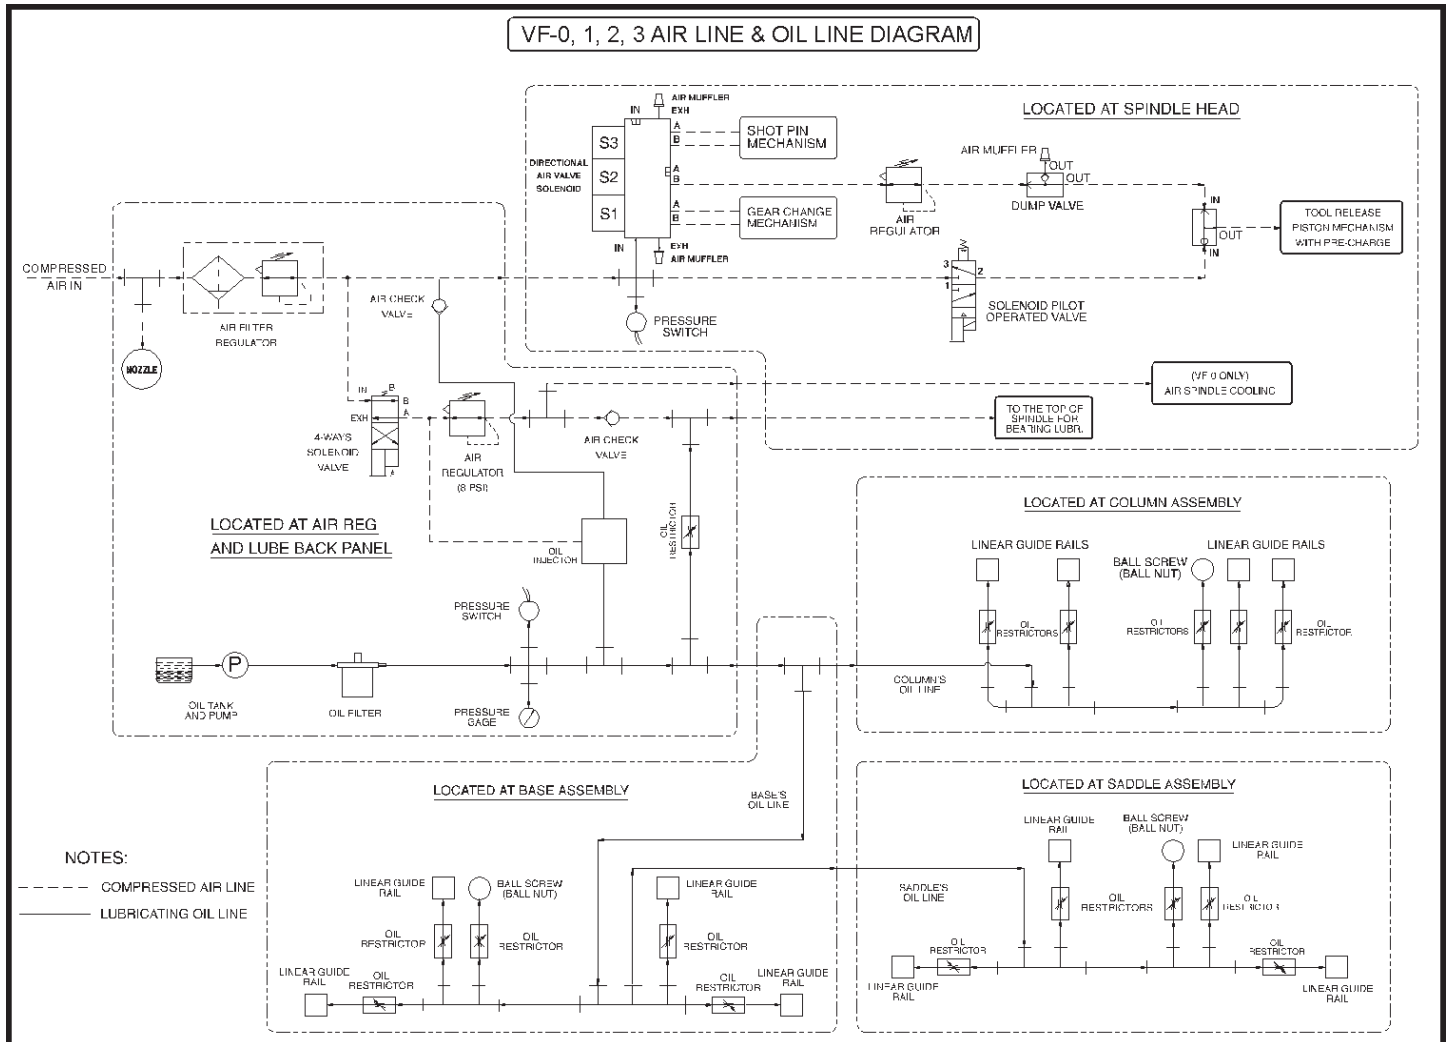 VF-0, 1, 2, 3 AIR LINE & OIL LINE DIAGRAM
LOCATED AT SPINDLE HEAD
IN
AIR MUFFLER
EXH
A
B
SHOT PIN
MECHANISM
S3
DIRECTIONAL
AIR VALVE
SOLENOID
S2
A
B
S1
A
B
GEAR CHANGE
MECHANISM
IN
EXH
AIR MUFFLER
AIR
REGULATOR
AIR MUFFLER
OUT
OUT
DUMP VALVE
IN
OUT
IN
TOOL RELEASE
PISTON MECHANISM
WITH PRE-CHARGE
3
2
1
SOLENOID PILOT
OPERATED VALVE
PRESSURE
SWITCH
COMPRESSED
AIR IN
NOZZLE
AIR FILTER
REGULATOR
AIR CHECK
VALVE
IN
B
B
A
EXH
A
4-WAYS
SOLENOID
VALVE
AIR
REGULATOR
(8 PSI)
AIR CHECK
VALVE
(VF 0 ONLY)
AIR SPINDLE COOLING
TO THE TOP OF
SPINDLE FOR
BEARING LUBR.
LOCATED AT AIR REG
AND LUBE BACK PANEL
OIL
INJECTOR
OIL
RESTRICTOR
PRESSURE
SWITCH
P
OIL TANK
AND PUMP
OIL FILTER
PRESSURE
GAGE
LOCATED AT COLUMN ASSEMBLY
LINEAR GUIDE RAILS
BALL SCREW
(BALL NUT)
LINEAR GUIDE RAILS
OIL
RESTRICTORS
OIL
RESTRICTORS
OIL
RESTRICTOR
COLUMN'S
OIL LINE
LOCATED AT BASE ASSEMBLY
BASE'S
OIL LINE
LINEAR GUIDE
RAIL
BALL SCREW
(BALL NUT)
LINEAR GUIDE
RAIL
OIL
RESTRICTOR
OIL
RESTRICTOR
OIL
RESTRICTOR
LINEAR GUIDE
RAIL
OIL
RESTRICTOR
OIL
RESTRICTOR
LINEAR GUIDE
RAIL
LOCATED AT SADDLE ASSEMBLY
LINEAR GUIDE
RAIL
BALL SCREW
(BALL NUT)
LINEAR GUIDE
RAIL
SADDLE'S
OIL LINE
OIL
RESTRICTORS
OIL
RESTRICTOR
OIL
RESTRICTOR
OIL
RESTRICTOR
LINEAR GUIDE
RAIL
LINEAR GUIDE
RAIL
NOTES:
COMPRESSED AIR LINE
LUBRICATING OIL LINE